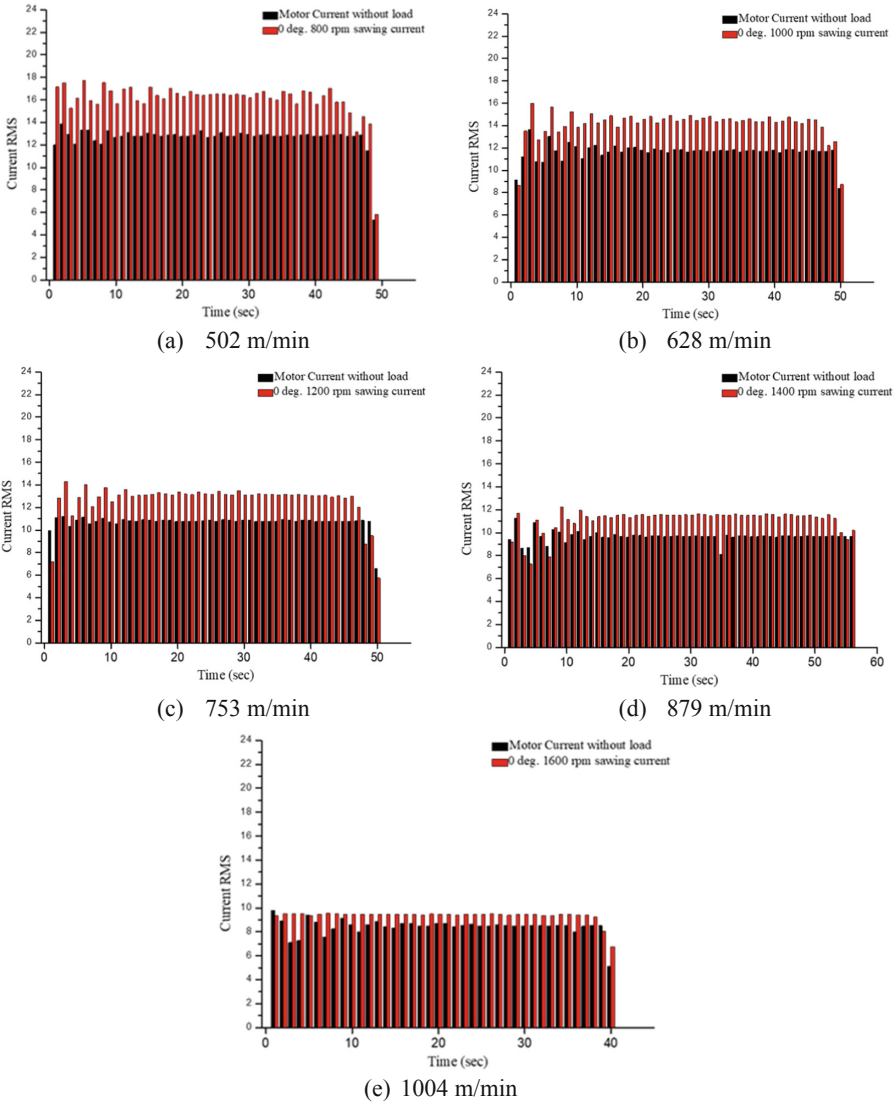 Motor Current without load
0 deg. 800 rpm sawing current
Current RMS
24
22
20
18
16
14
12
10
8
6
4
2
0
0 10 20 30 40 50
Time (sec)
(a) 502 m/min
Motor Current without load
0 deg. 1000 rpm sawing current
Current RMS
24
22
20
18
16
14
12
10
8
6
4
2
0
0 10 20 30 40 50
Time (sec)
(b) 628 m/min
Motor Current without load
0 deg. 1200 rpm sawing current
Current RMS
24
22
20
18
16
14
12
10
8
6
4
2
0
0 10 20 30 40 50
Time (sec)
(c) 753 m/min
Motor Current without load
0 deg. 1400 rpm sawing current
Current RMS
24
22
20
18
16
14
12
10
8
6
4
2
0
0 10 20 30 40 50 60
Time (sec)
(d) 879 m/min
Motor Current without load
0 deg. 1600 rpm sawing current
Current RMS
24
22
20
18
16
14
12
10
8
6
4
2
0
0 10 20 30 40
Time (sec)
(e) 1004 m/min